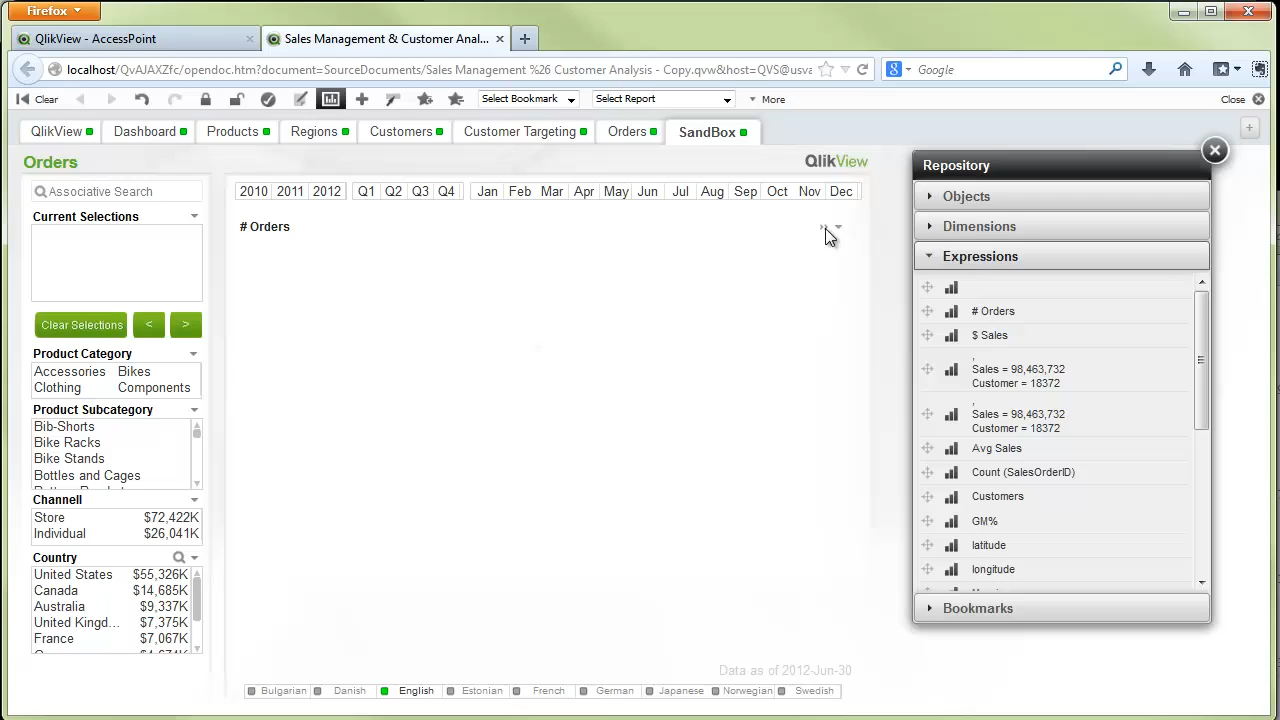 Firefox
QlikView - AccessPoint
Sales Management & Customer Anal...
localhost/QvAJAXZfc/opendoc.htm?document=SourceDocuments/Sales Management %26 Customer Analysis - Copy.qvw&host=QVS@usva
Google
Clear
Select Bookmark
Select Report
More
Close
QlikView
Dashboard
Products
Regions
Customers
Customer Targeting
Orders
SandBox
Orders
QlikView
Associative Search
2010 2011 2012
Q1 Q2 Q3 Q4
Jan Feb Mar Apr May Jun Jul Aug Sep Oct Nov Dec
Current Selections
Clear Selections
<
>
Product Category
Accessories Bikes
Clothing Components
Product Subcategory
Bib-Shorts
Bike Racks
Bike Stands
Bottles and Cages
Channell
Store $72,422K
Individual $26,041K
Country
United States $55,326K
Canada $14,685K
Australia $9,337K
United Kingd... $7,375K
France $7,067K
# Orders
Data as of 2012-Jun-30
Bulgarian Danish English Estonian French German Japanese Norwegian Swedish
Repository
Objects
Dimensions
Expressions
# Orders
$ Sales
,
Sales = 98,463,732
Customer = 18372
,
Sales = 98,463,732
Customer = 18372
Avg Sales
Count (SalesOrderID)
Customers
GM%
latitude
longitude
Bookmarks